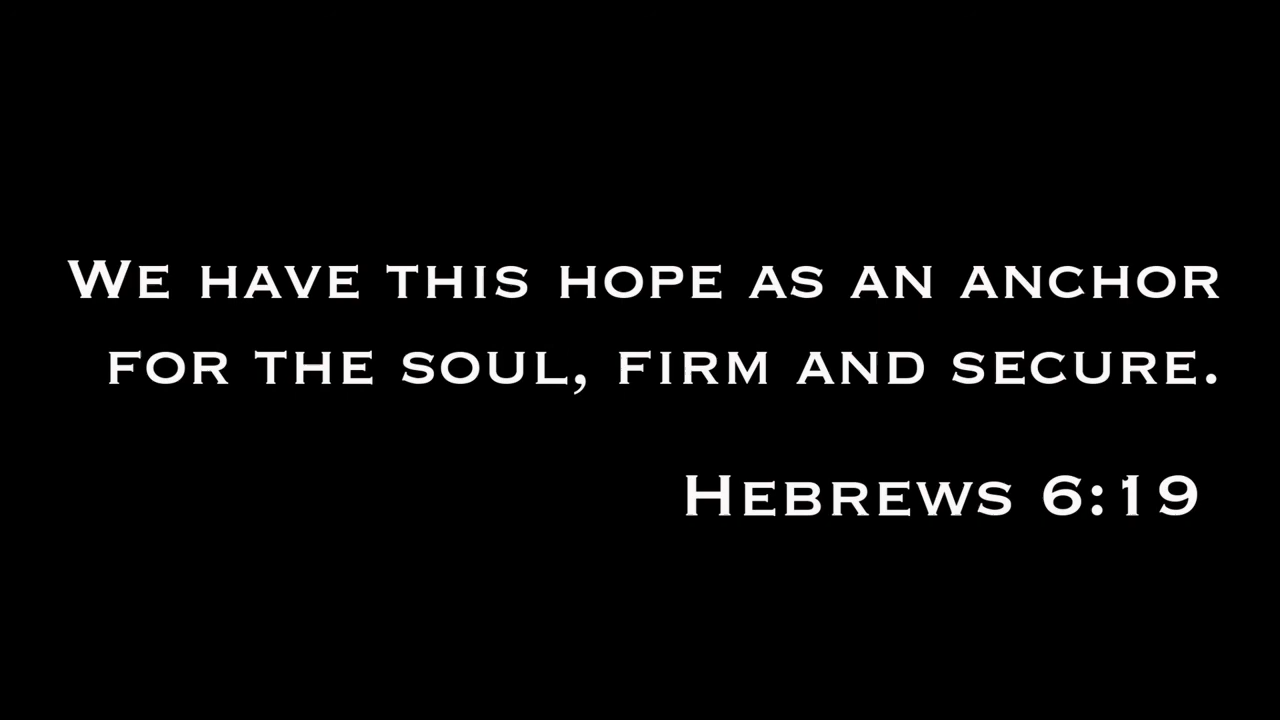 We have this hope as an anchor
for the soul, firm and secure.
Hebrews 6:19